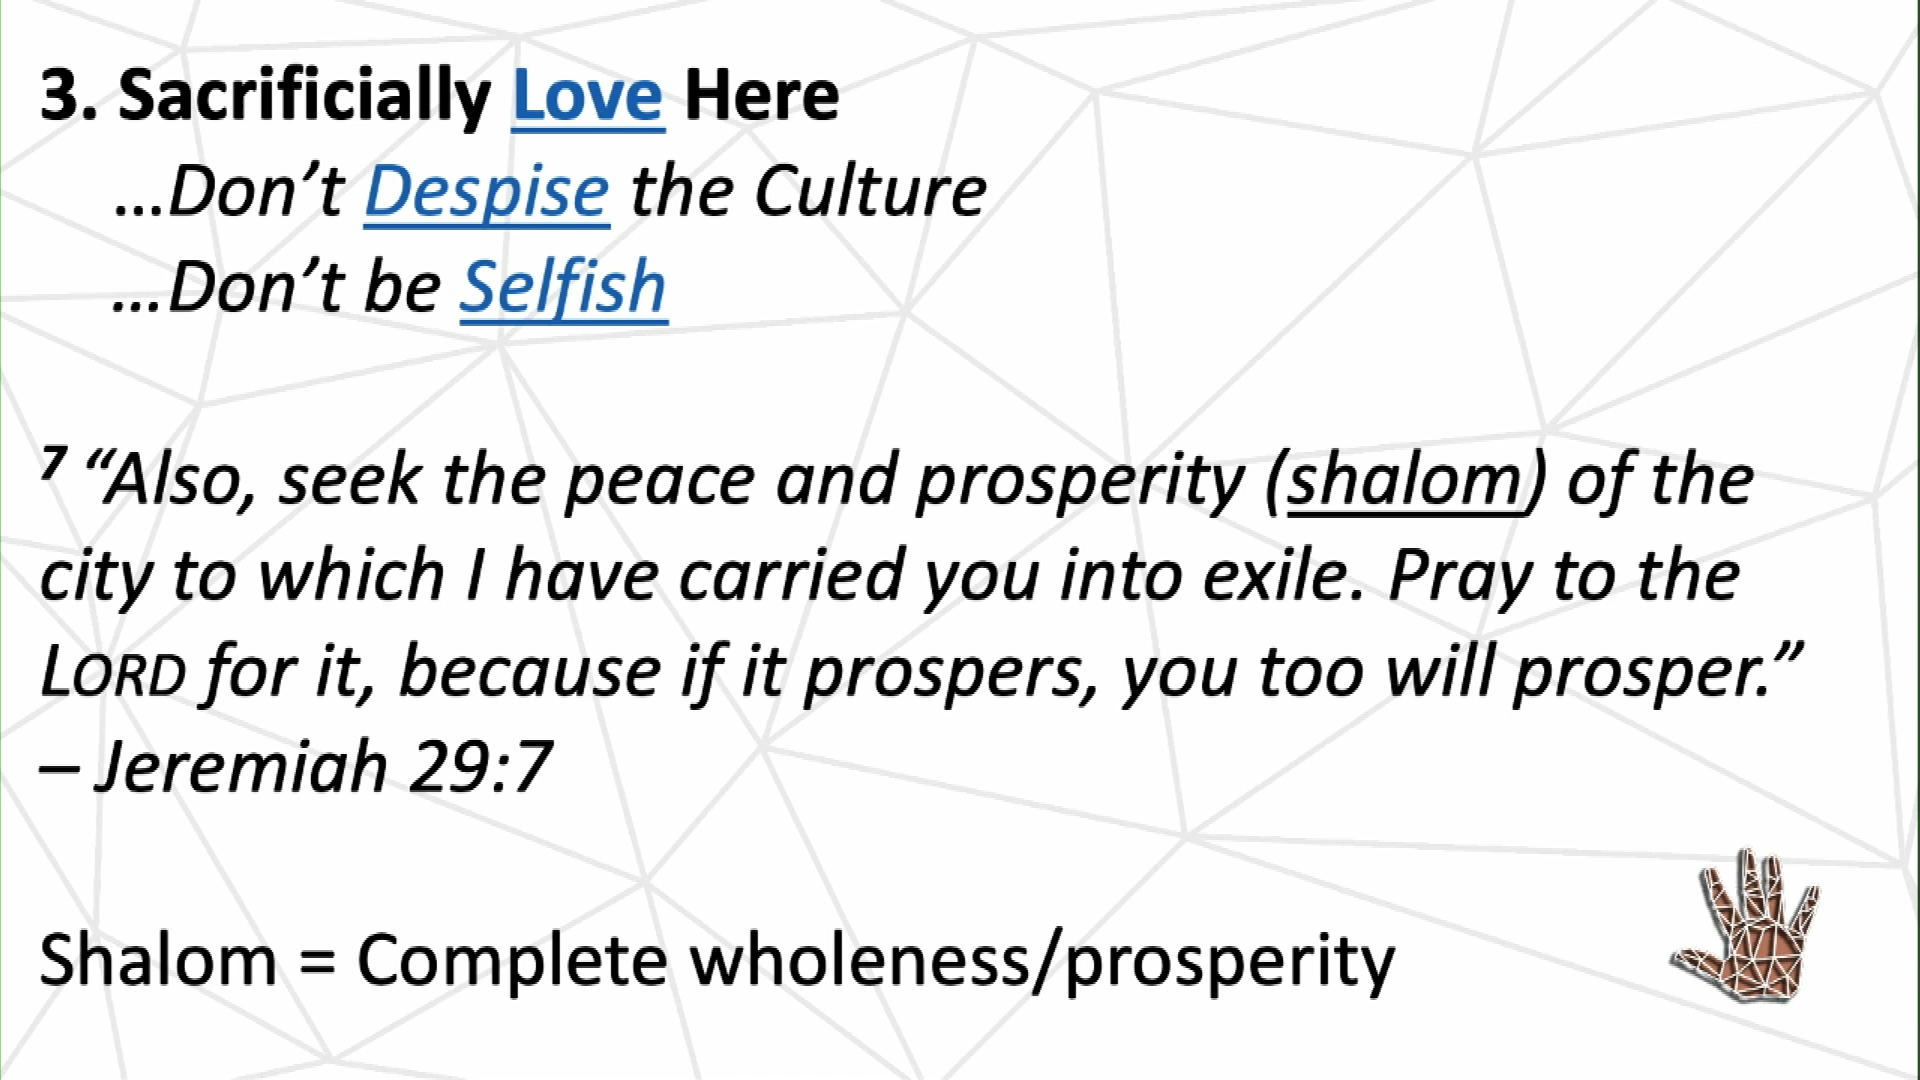 3. Sacrificially Love Here
...Don’t Despise the Culture
...Don’t be Selfish
7 “Also, seek the peace and prosperity (shalom) of the
city to which I have carried you into exile. Pray to the
LORD for it, because if it prospers, you too will prosper.”
– Jeremiah 29:7
Shalom = Complete wholeness/prosperity